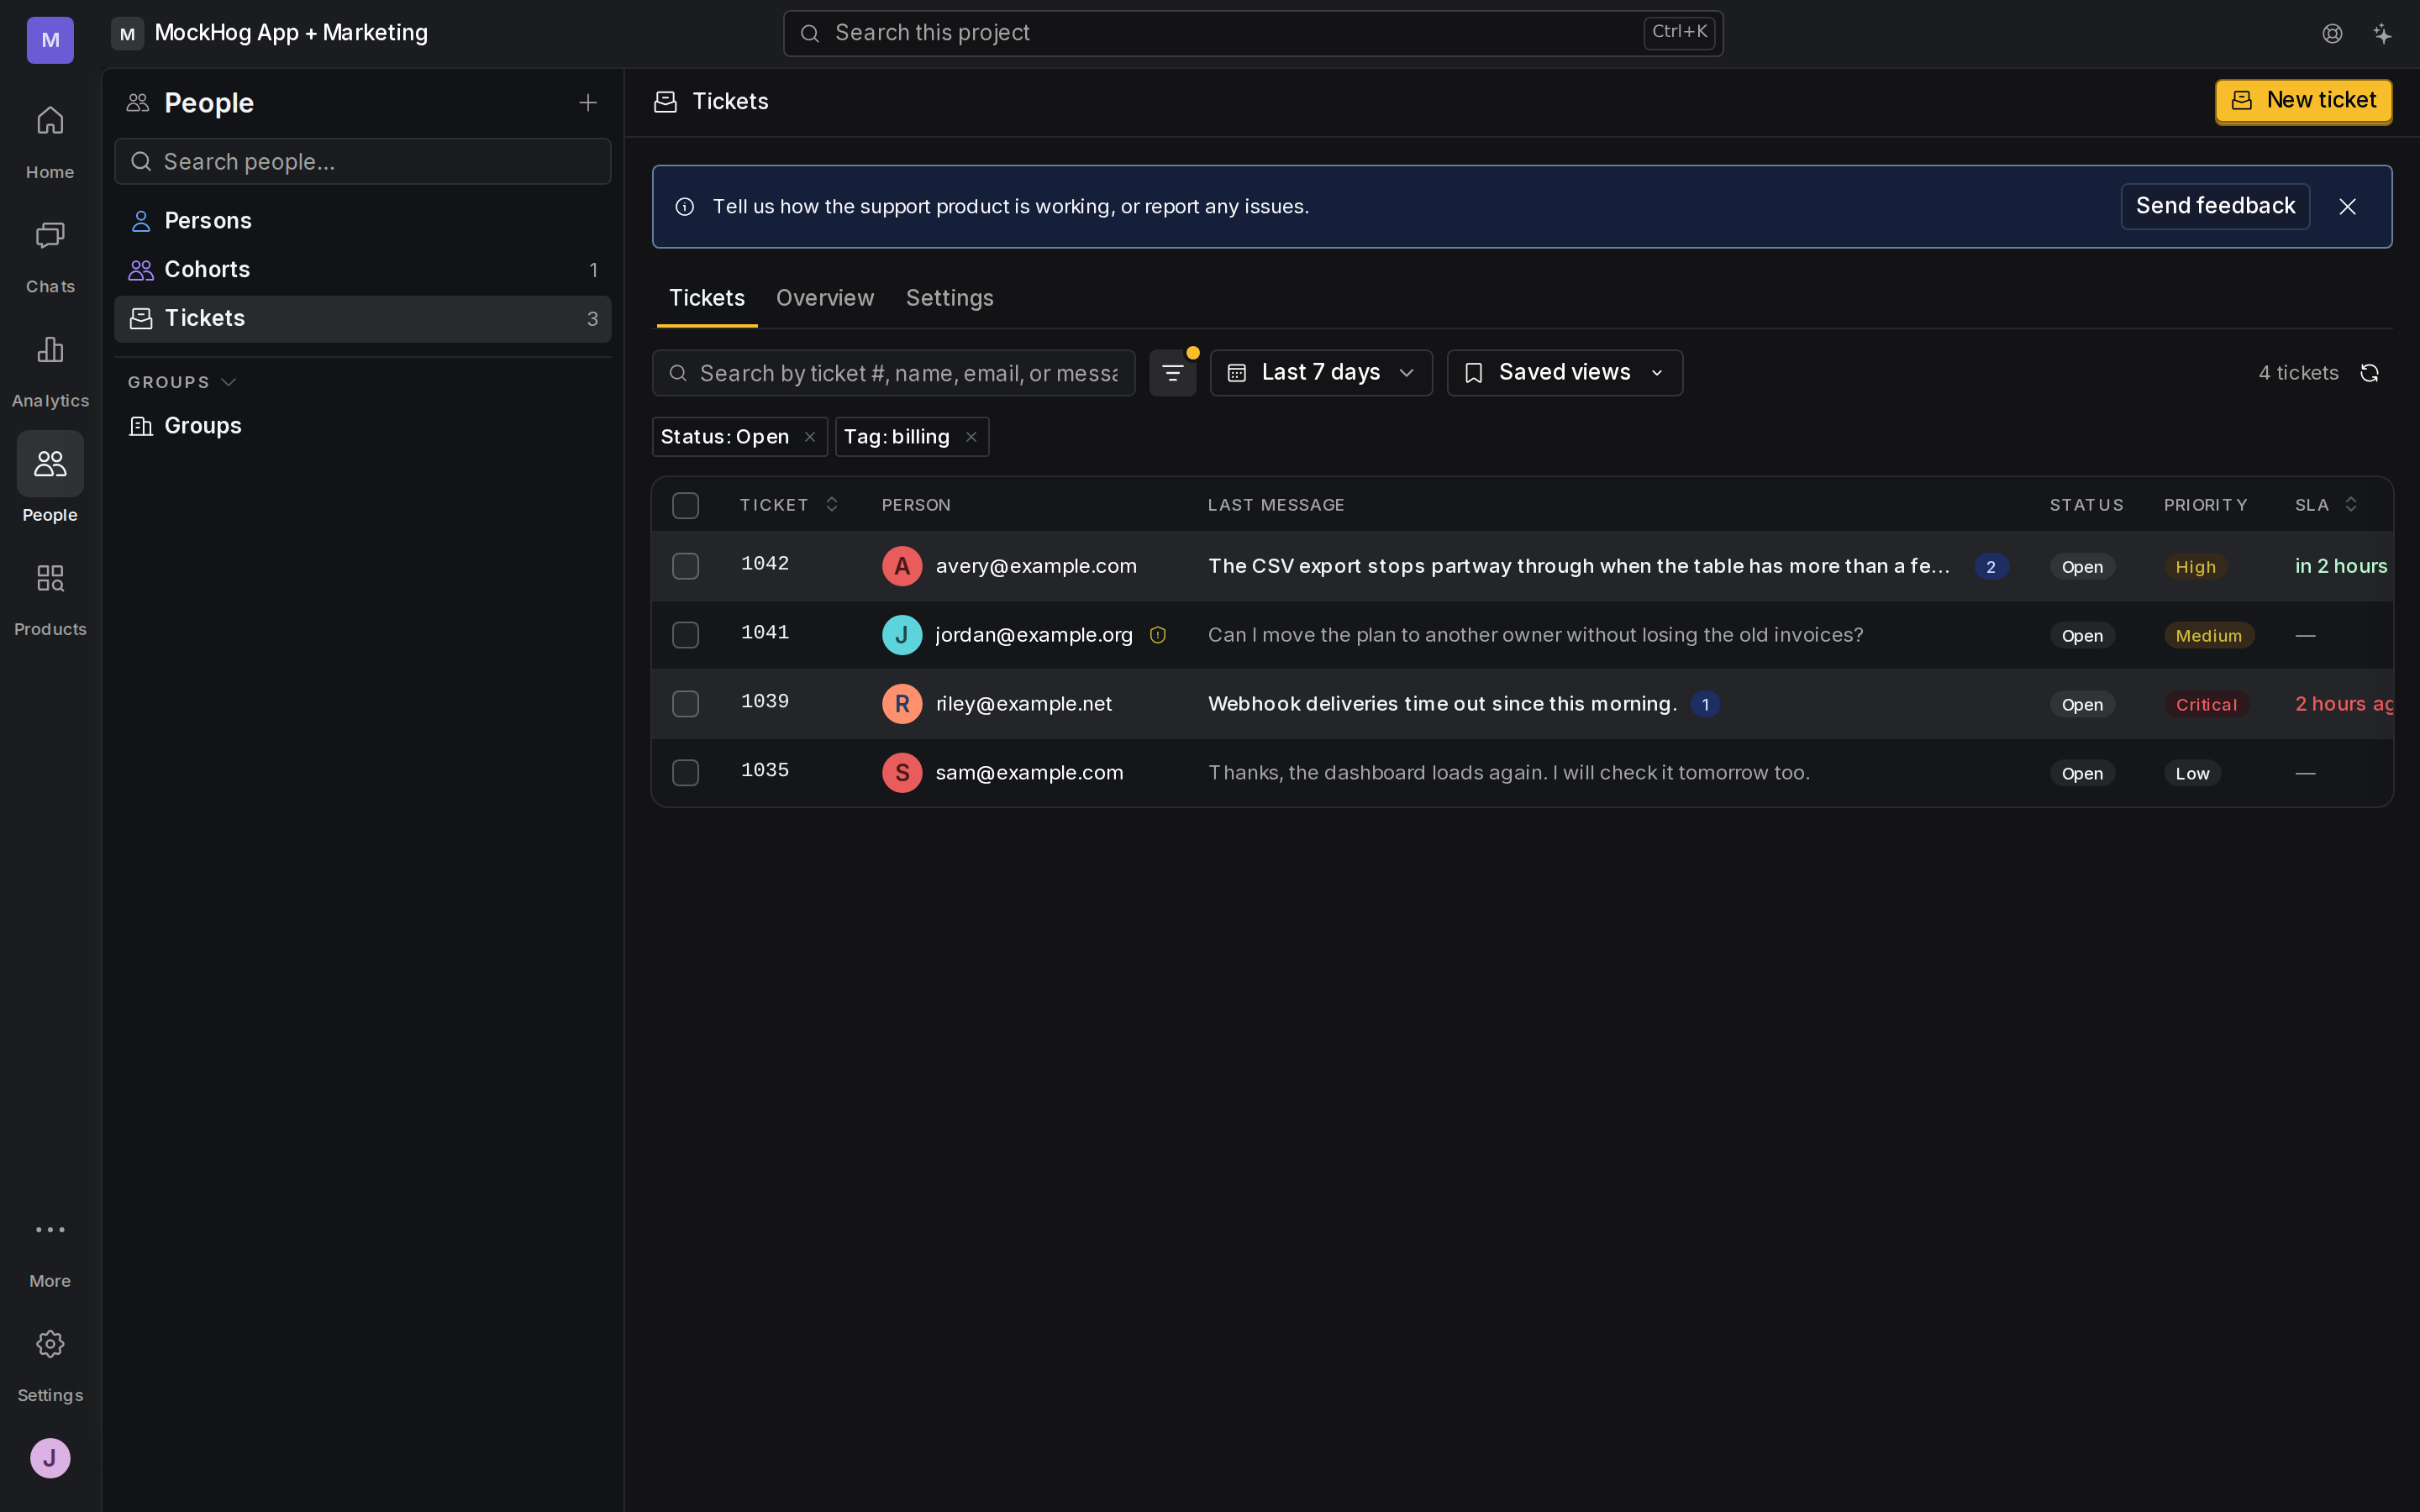 M
M MockHog App + Marketing
Search this project
Ctrl+K
Home
Chats
Analytics
People
Products
More
Settings
J
People
Search people...
Persons
Cohorts 1
Tickets 3
GROUPS
Groups
Tickets
New ticket
Tell us how the support product is working, or report any issues.
Send feedback
Tickets Overview Settings
Search by ticket #, name, email, or messa
Last 7 days
Saved views
4 tickets
Status: Open
Tag: billing
TICKET PERSON LAST MESSAGE STATUS PRIORITY SLA
1042 A avery@example.com The CSV export stops partway through when the table has more than a fe... 2 Open High in 2 hours
1041 J jordan@example.org Can I move the plan to another owner without losing the old invoices? Open Medium —
1039 R riley@example.net Webhook deliveries time out since this morning. 1 Open Critical 2 hours ag
1035 S sam@example.com Thanks, the dashboard loads again. I will check it tomorrow too. Open Low —